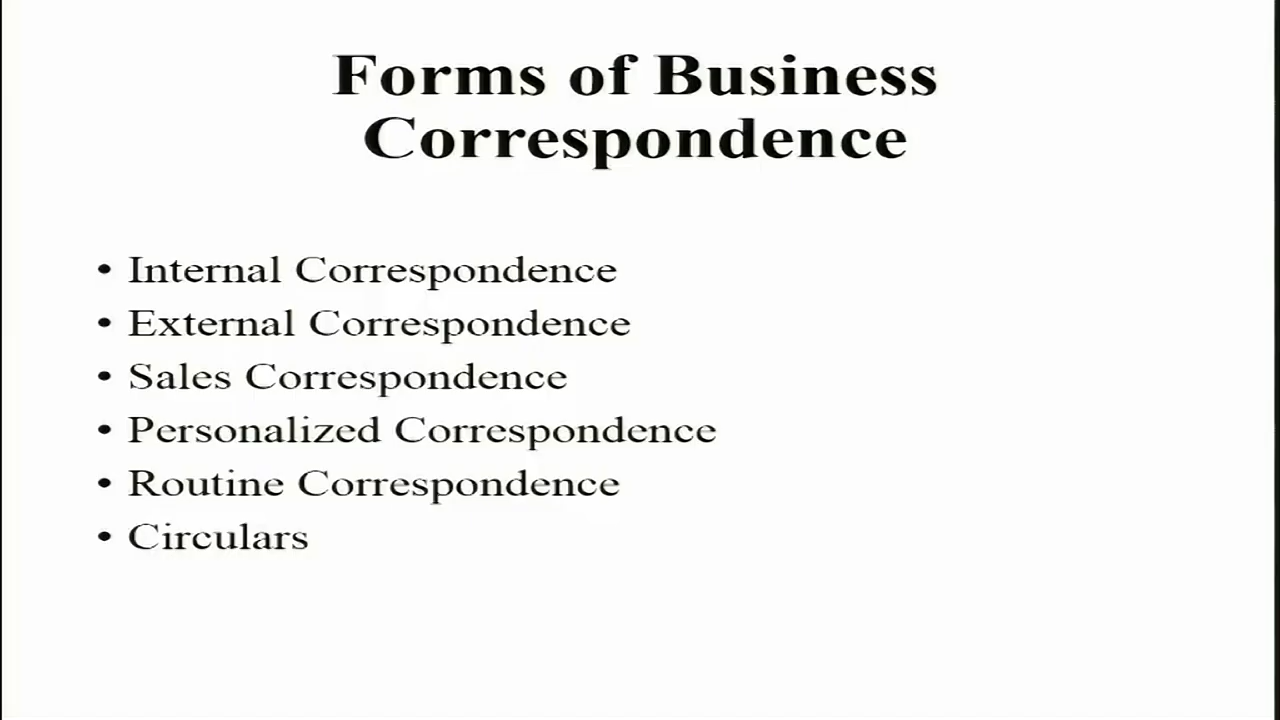 Forms of Business
Correspondence
• Internal Correspondence
• External Correspondence
• Sales Correspondence
• Personalized Correspondence
• Routine Correspondence
• Circulars